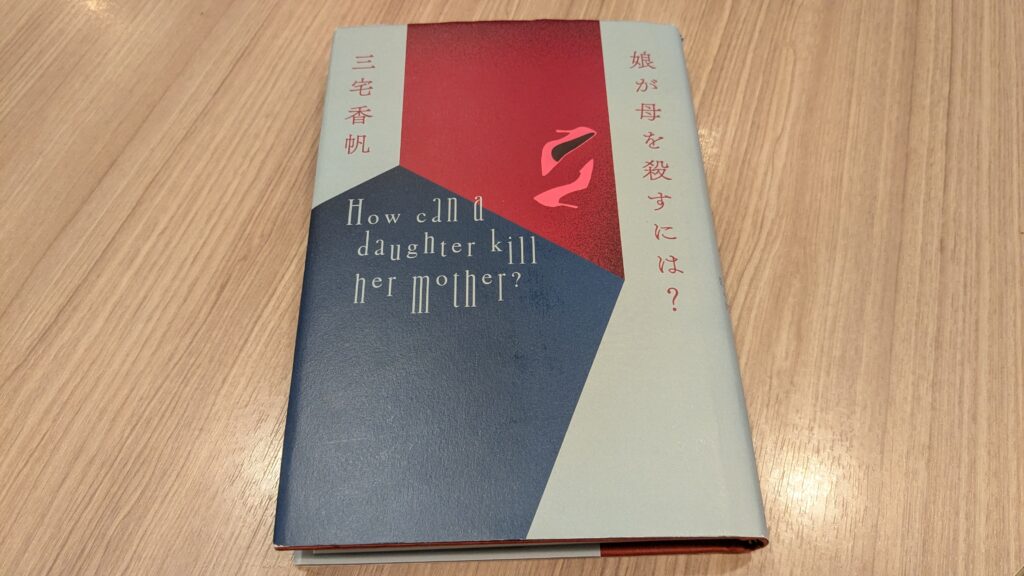 娘が母を殺すには?
三宅香帆
How can a
daughter kill
her mother?